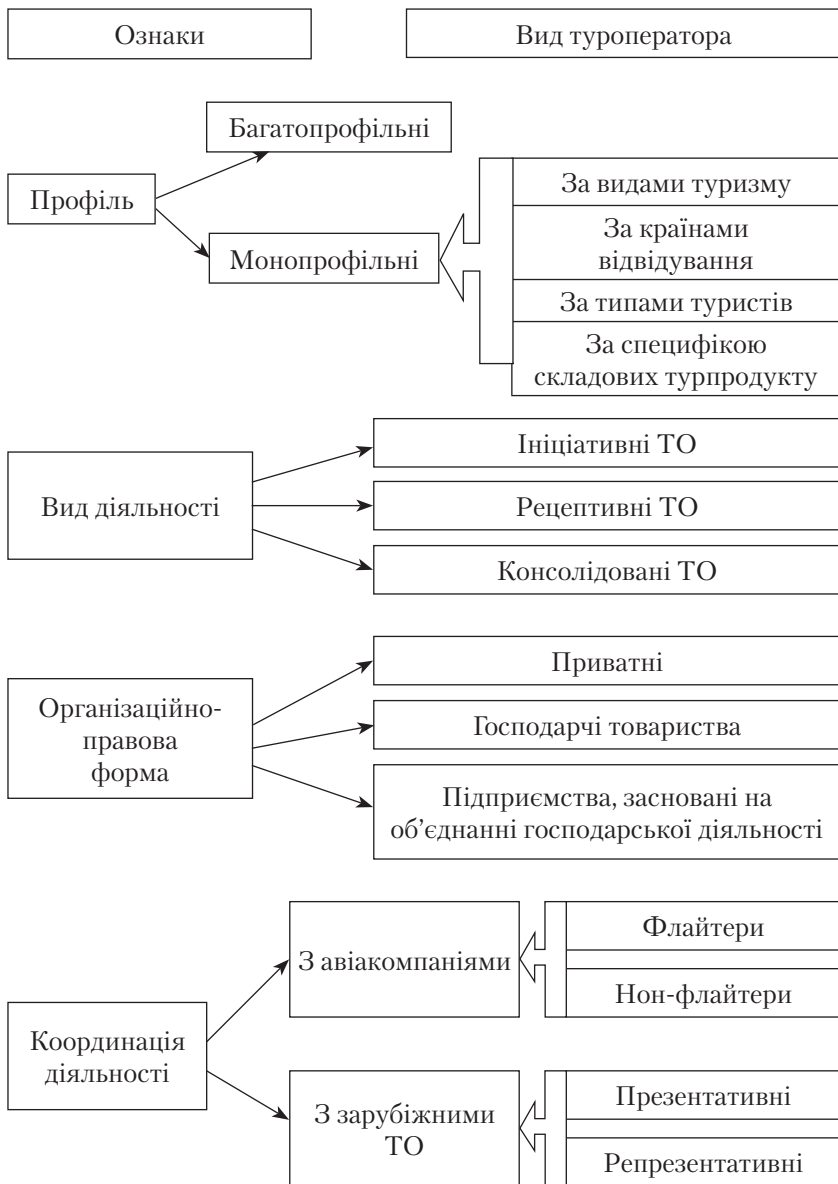 Ознаки
Вид туроператора
Багатопрофільні
Профіль
Монопрофільні
За видами туризму
За країнами
відвідування
За типами туристів
За специфікою
складових турпродукту
Вид діяльності
Ініціативні ТО
Рецептивні ТО
Консолідовані ТО
Організаційно-
правова
форма
Приватні
Господарчі товариства
Підприємства, засновані на
об’єднанні господарської діяльності
Координація
діяльності
З авіакомпаніями
Флайтери
Нон-флайтери
З зарубіжними
ТО
Презентативні
Репрезентативні